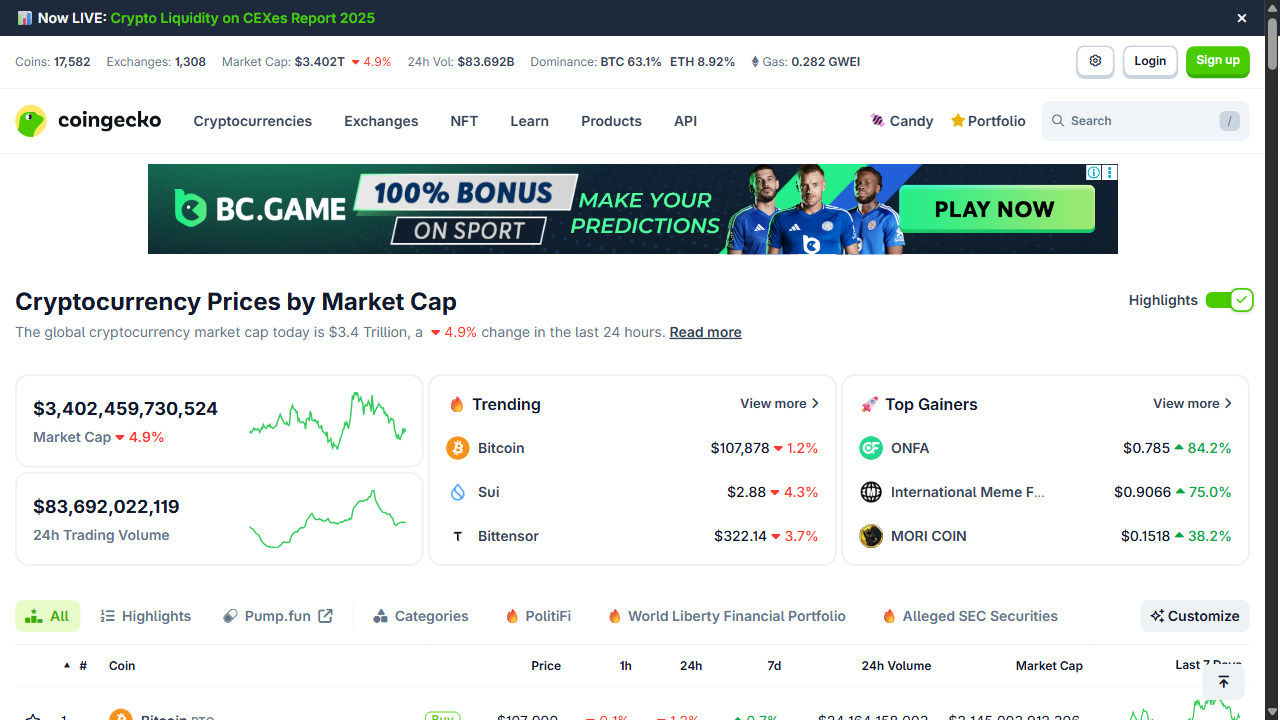 Now LIVE: Crypto Liquidity on CEXes Report 2025
Coins: 17,582 Exchanges: 1,308 Market Cap: $3.402T 4.9% 24h Vol: $83.692B Dominance: BTC 63.1% ETH 8.92% Gas: 0.282 GWEI
Login
Sign up
coingecko
Cryptocurrencies Exchanges NFT Learn Products API
Candy Portfolio
Search /
BC.GAME
100% BONUS
ON SPORT
MAKE YOUR
PREDICTIONS
PLAY NOW
Cryptocurrency Prices by Market Cap
Highlights
The global cryptocurrency market cap today is $3.4 Trillion, a 4.9% change in the last 24 hours. Read more
$3,402,459,730,524
Market Cap 4.9%
$83,692,022,119
24h Trading Volume
Trending View more
Bitcoin $107,878 1.2%
Sui $2.88 4.3%
T Bittensor $322.14 3.7%
Top Gainers View more
ONFA $0.785 84.2%
International Meme F... $0.9066 75.0%
MORI COIN $0.1518 38.2%
All Highlights Pump.fun Categories PolitiFi World Liberty Financial Portfolio Alleged SEC Securities Customize
# Coin Price 1h 24h 7d 24h Volume Market Cap Last 7 Days
1 Bitcoin BTC Buy